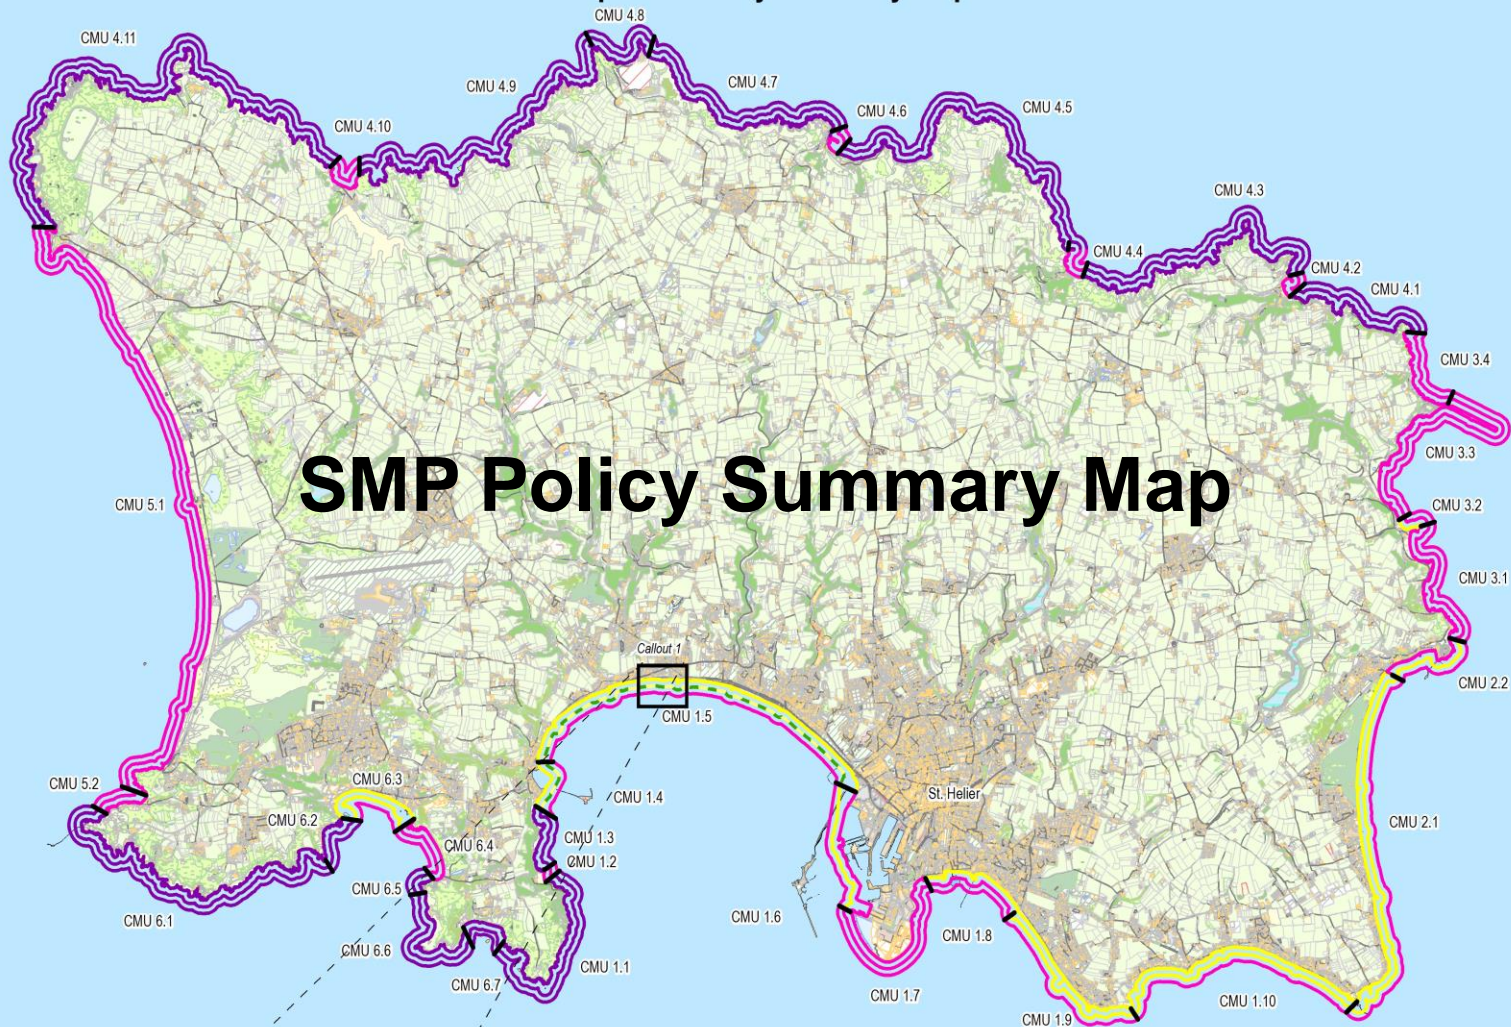 CMU 4.8
CMU 4.11
CMU 4.9
CMU 4.7
CMU 4.6
CMU 4.5
CMU 4.10
CMU 4.3
CMU 4.4
CMU 4.2
CMU 4.1
CMU 3.4
CMU 3.3
SMP Policy Summary Map
CMU 5.1
CMU 3.2
CMU 3.1
Callout 1
CMU 2.2
CMU 1.5
CMU 5.2
CMU 6.3
CMU 1.4
St. Helier
CMU 6.2
CMU 2.1
CMU 1.3
CMU 6.4
CMU 1.2
CMU 6.5
CMU 6.1
CMU 1.6
CMU 1.8
CMU 6.6
CMU 1.1
CMU 6.7
CMU 1.7
CMU 1.10
CMU 1.9